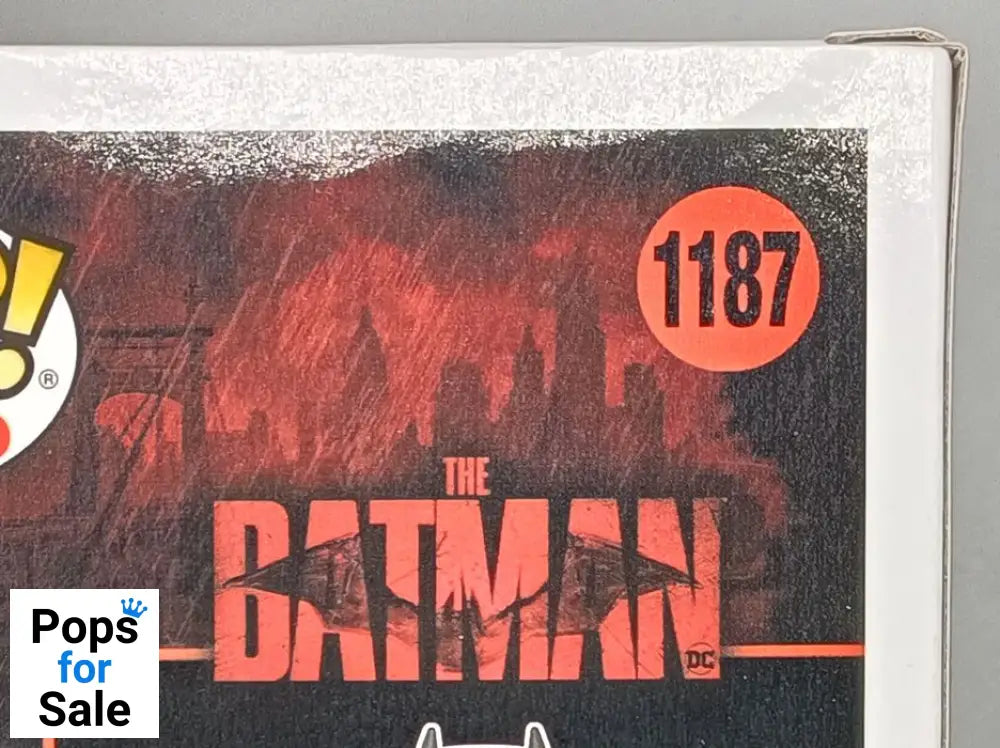 1187
!
®
THE
BATMAN
DC
Pops
for
Sale